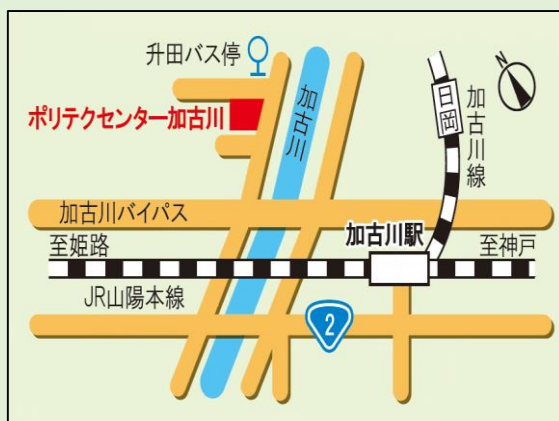 升田バス停
N
ポリテクセンター加古川
加古川
日岡
加古川線
加古川バイパス
至姫路
加古川駅
至神戸
JR山陽本線
2